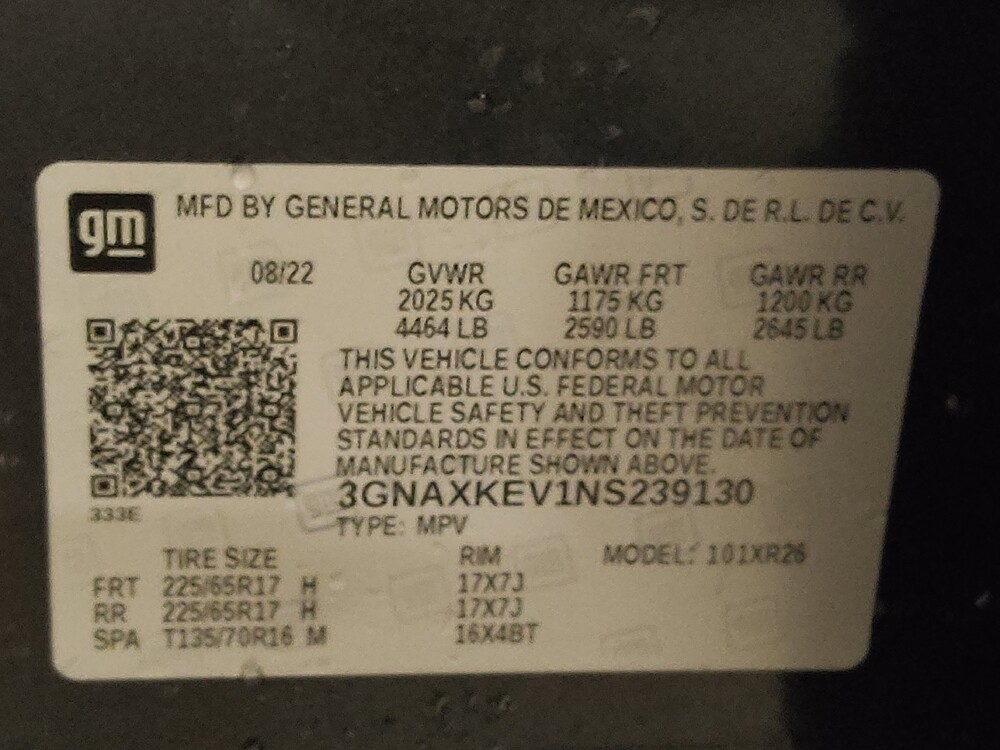 gm
MFD BY GENERAL MOTORS DE MEXICO, S. DE R.L. DE C.V.
08/22 GVWR GAWR FRT GAWR RR
2025 KG 1175 KG 1200 KG
4464 LB 2590 LB 2645 LB
THIS VEHICLE CONFORMS TO ALL
APPLICABLE U.S. FEDERAL MOTOR
VEHICLE SAFETY AND THEFT PREVENTION
STANDARDS IN EFFECT ON THE DATE OF
MANUFACTURE SHOWN ABOVE.
3GNAXKEV1NS239130
333E
TYPE: MPV
TIRE SIZE RIM MODEL: 101XR26
FRT 225/65R17 H 17X7J
RR 225/65R17 H 17X7J
SPA T135/70R16 M 16X4BT